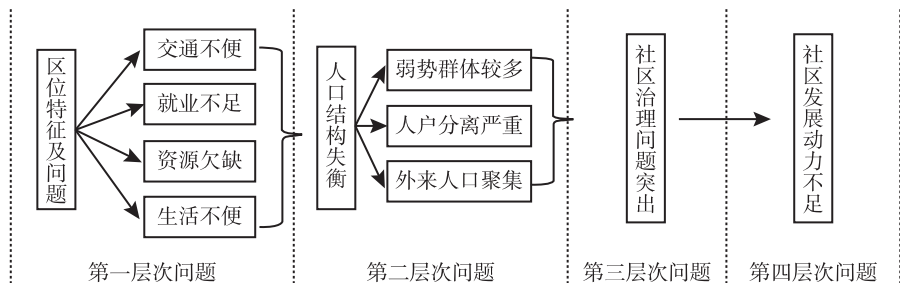 区位特征及问题
交通不便
就业不足
资源欠缺
生活不便
第一层次问题
人口结构失衡
弱势群体较多
人户分离严重
外来人口聚集
第二层次问题
社区治理问题突出
第三层次问题
社区发展动力不足
第四层次问题